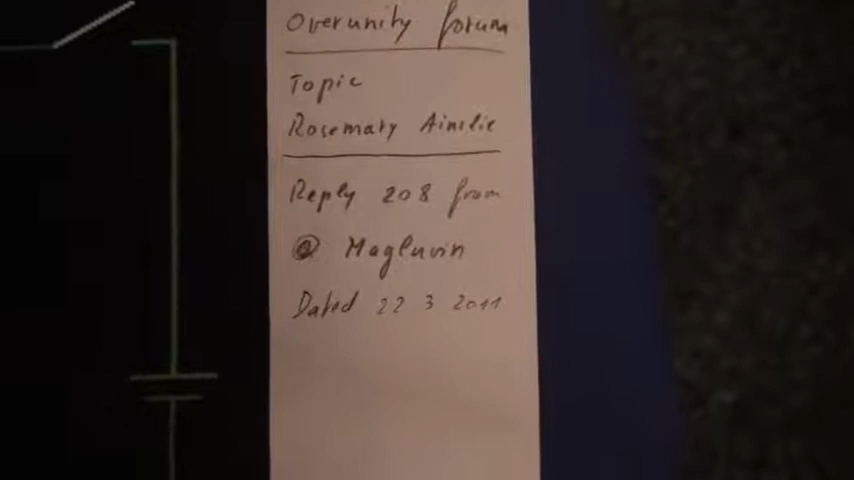 Overunity forum
Topic
Rosemary Ainslie
Reply 208 from
@ Magluvin
Dated 22 3 2011